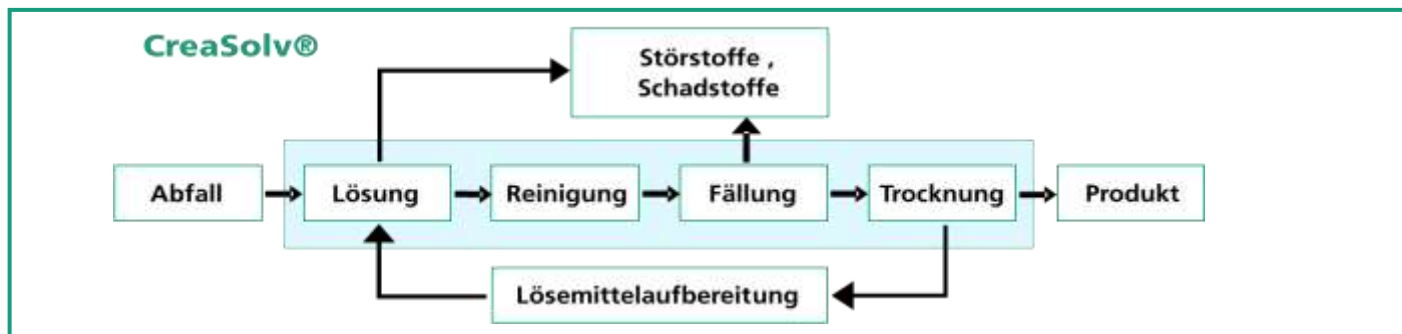 CreaSolv®
Störstoffe ,
Schadstoffe
Abfall
Lösung
Reinigung
Fällung
Trocknung
Produkt
Lösemittelaufbereitung